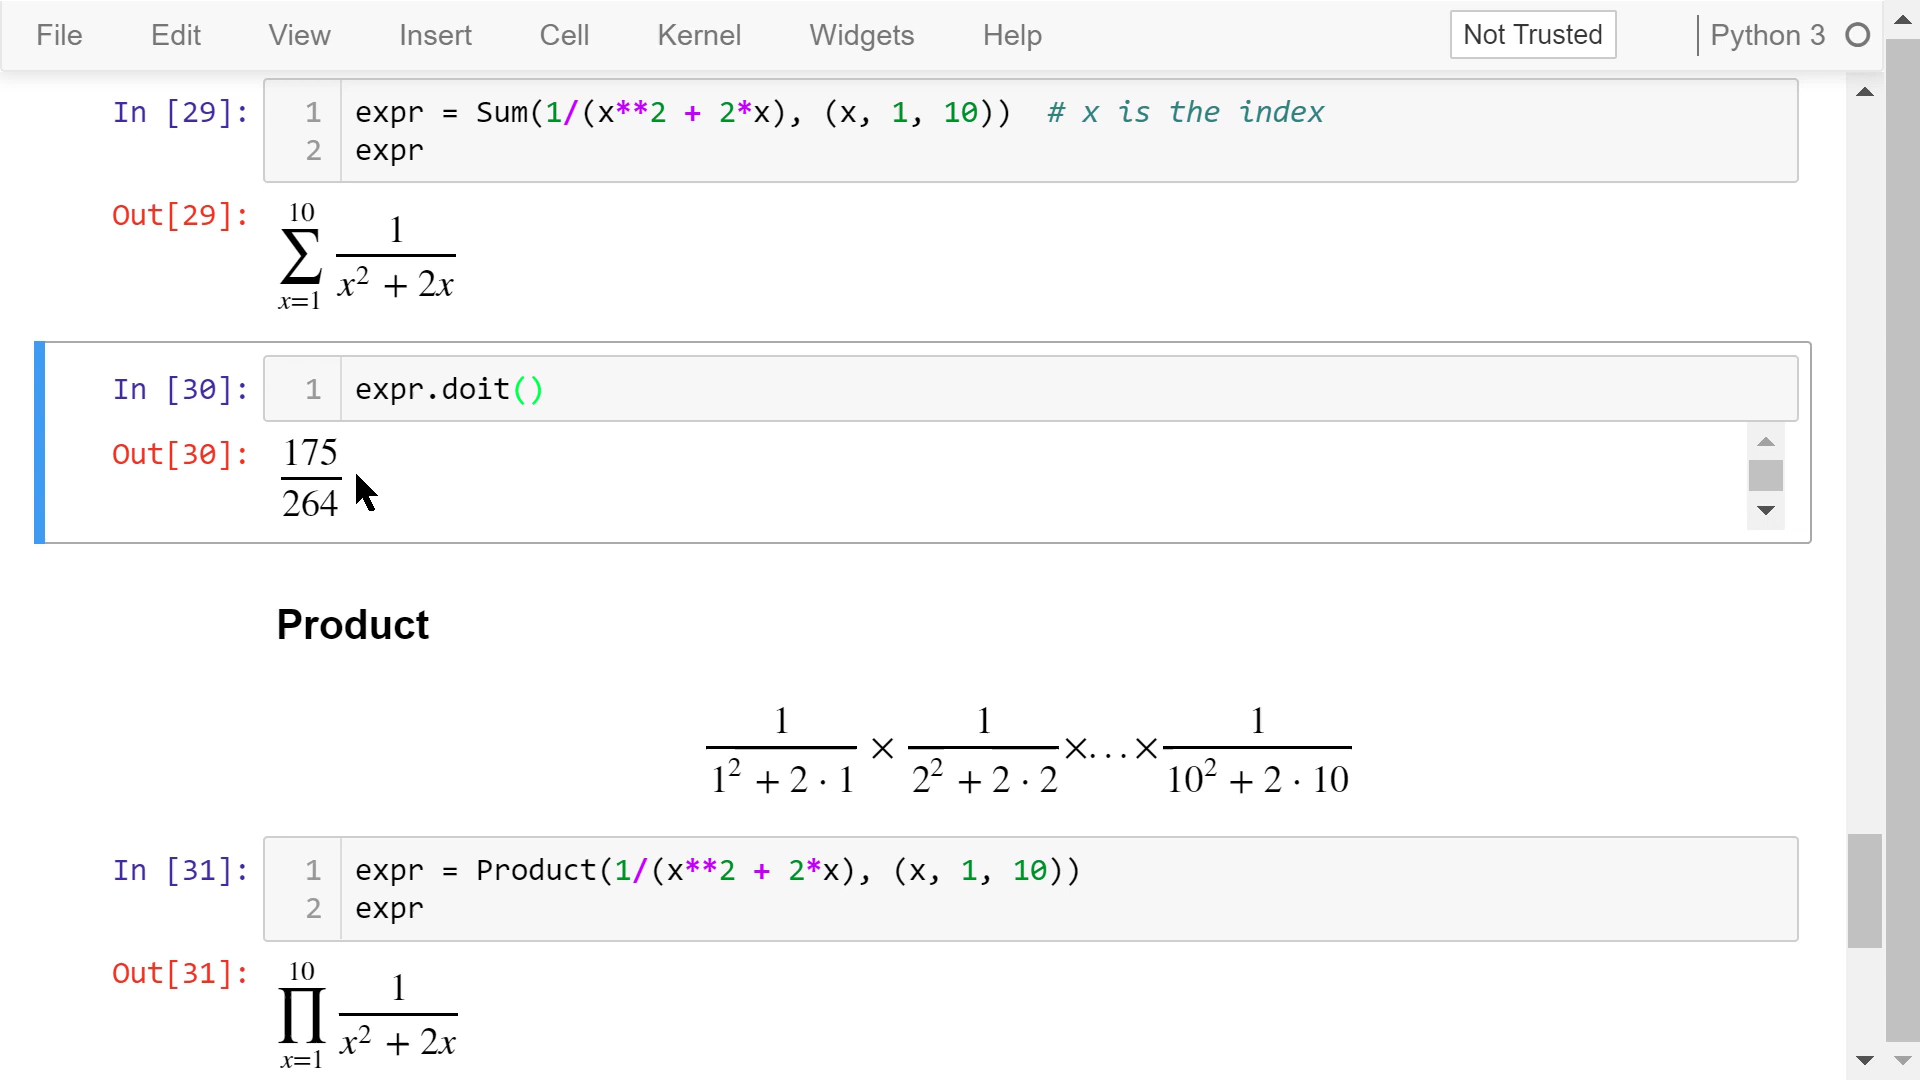 File Edit View Insert Cell Kernel Widgets Help Not Trusted Python 3
In [29]: 1 expr = Sum(1/(x**2 + 2*x), (x, 1, 10))  # x is the index
2 expr
Out[29]: 10
∑ 1
x=1 x² + 2x
In [30]: 1 expr.doit()
Out[30]: 175
264
Product
1 1 1
× ×...×
1² + 2 · 1 2² + 2 · 2 10² + 2 · 10
In [31]: 1 expr = Product(1/(x**2 + 2*x), (x, 1, 10))
2 expr
Out[31]: 10
∏ 1
x=1 x² + 2x